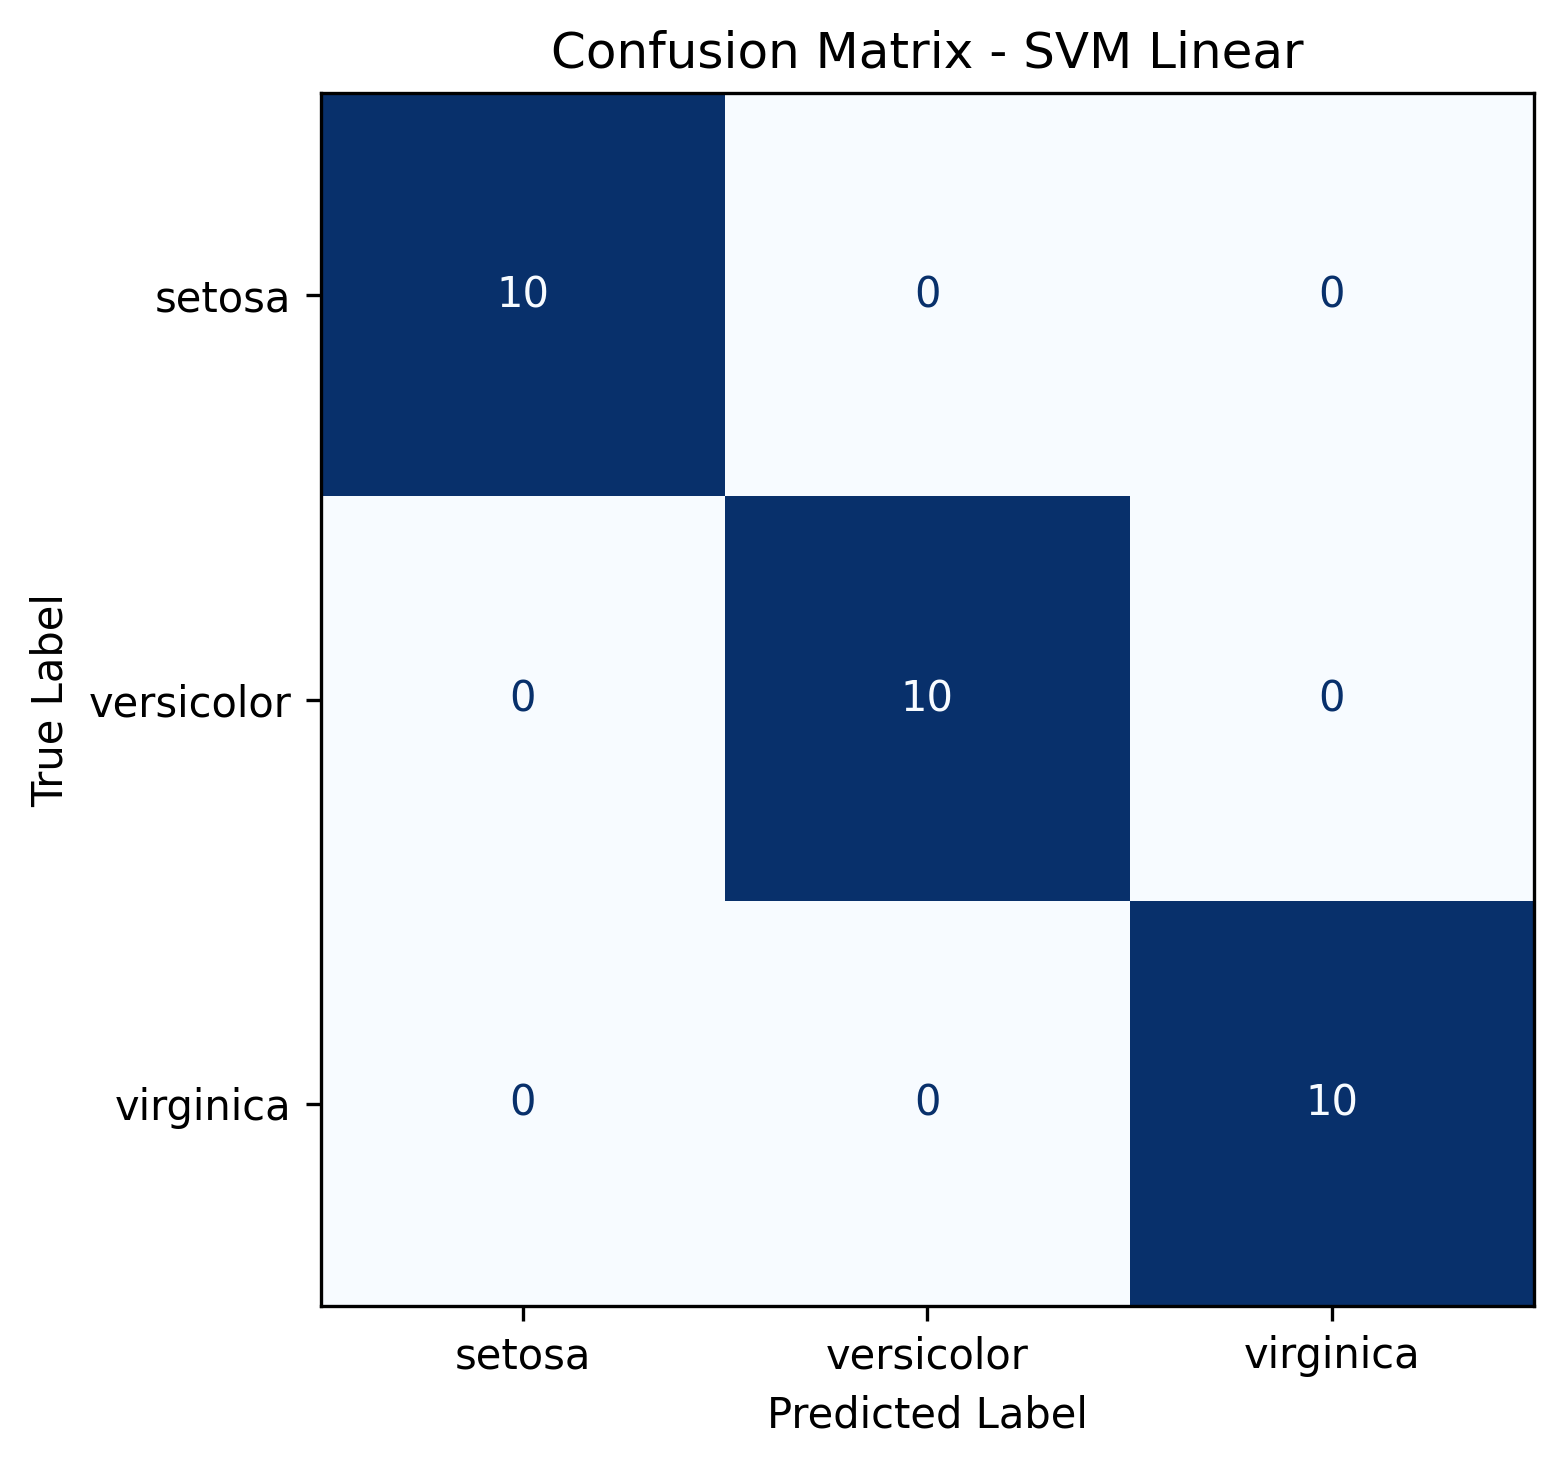 Confusion Matrix - SVM Linear
True Label
setosa 10 0 0
versicolor 0 10 0
virginica 0 0 10
setosa versicolor virginica
Predicted Label